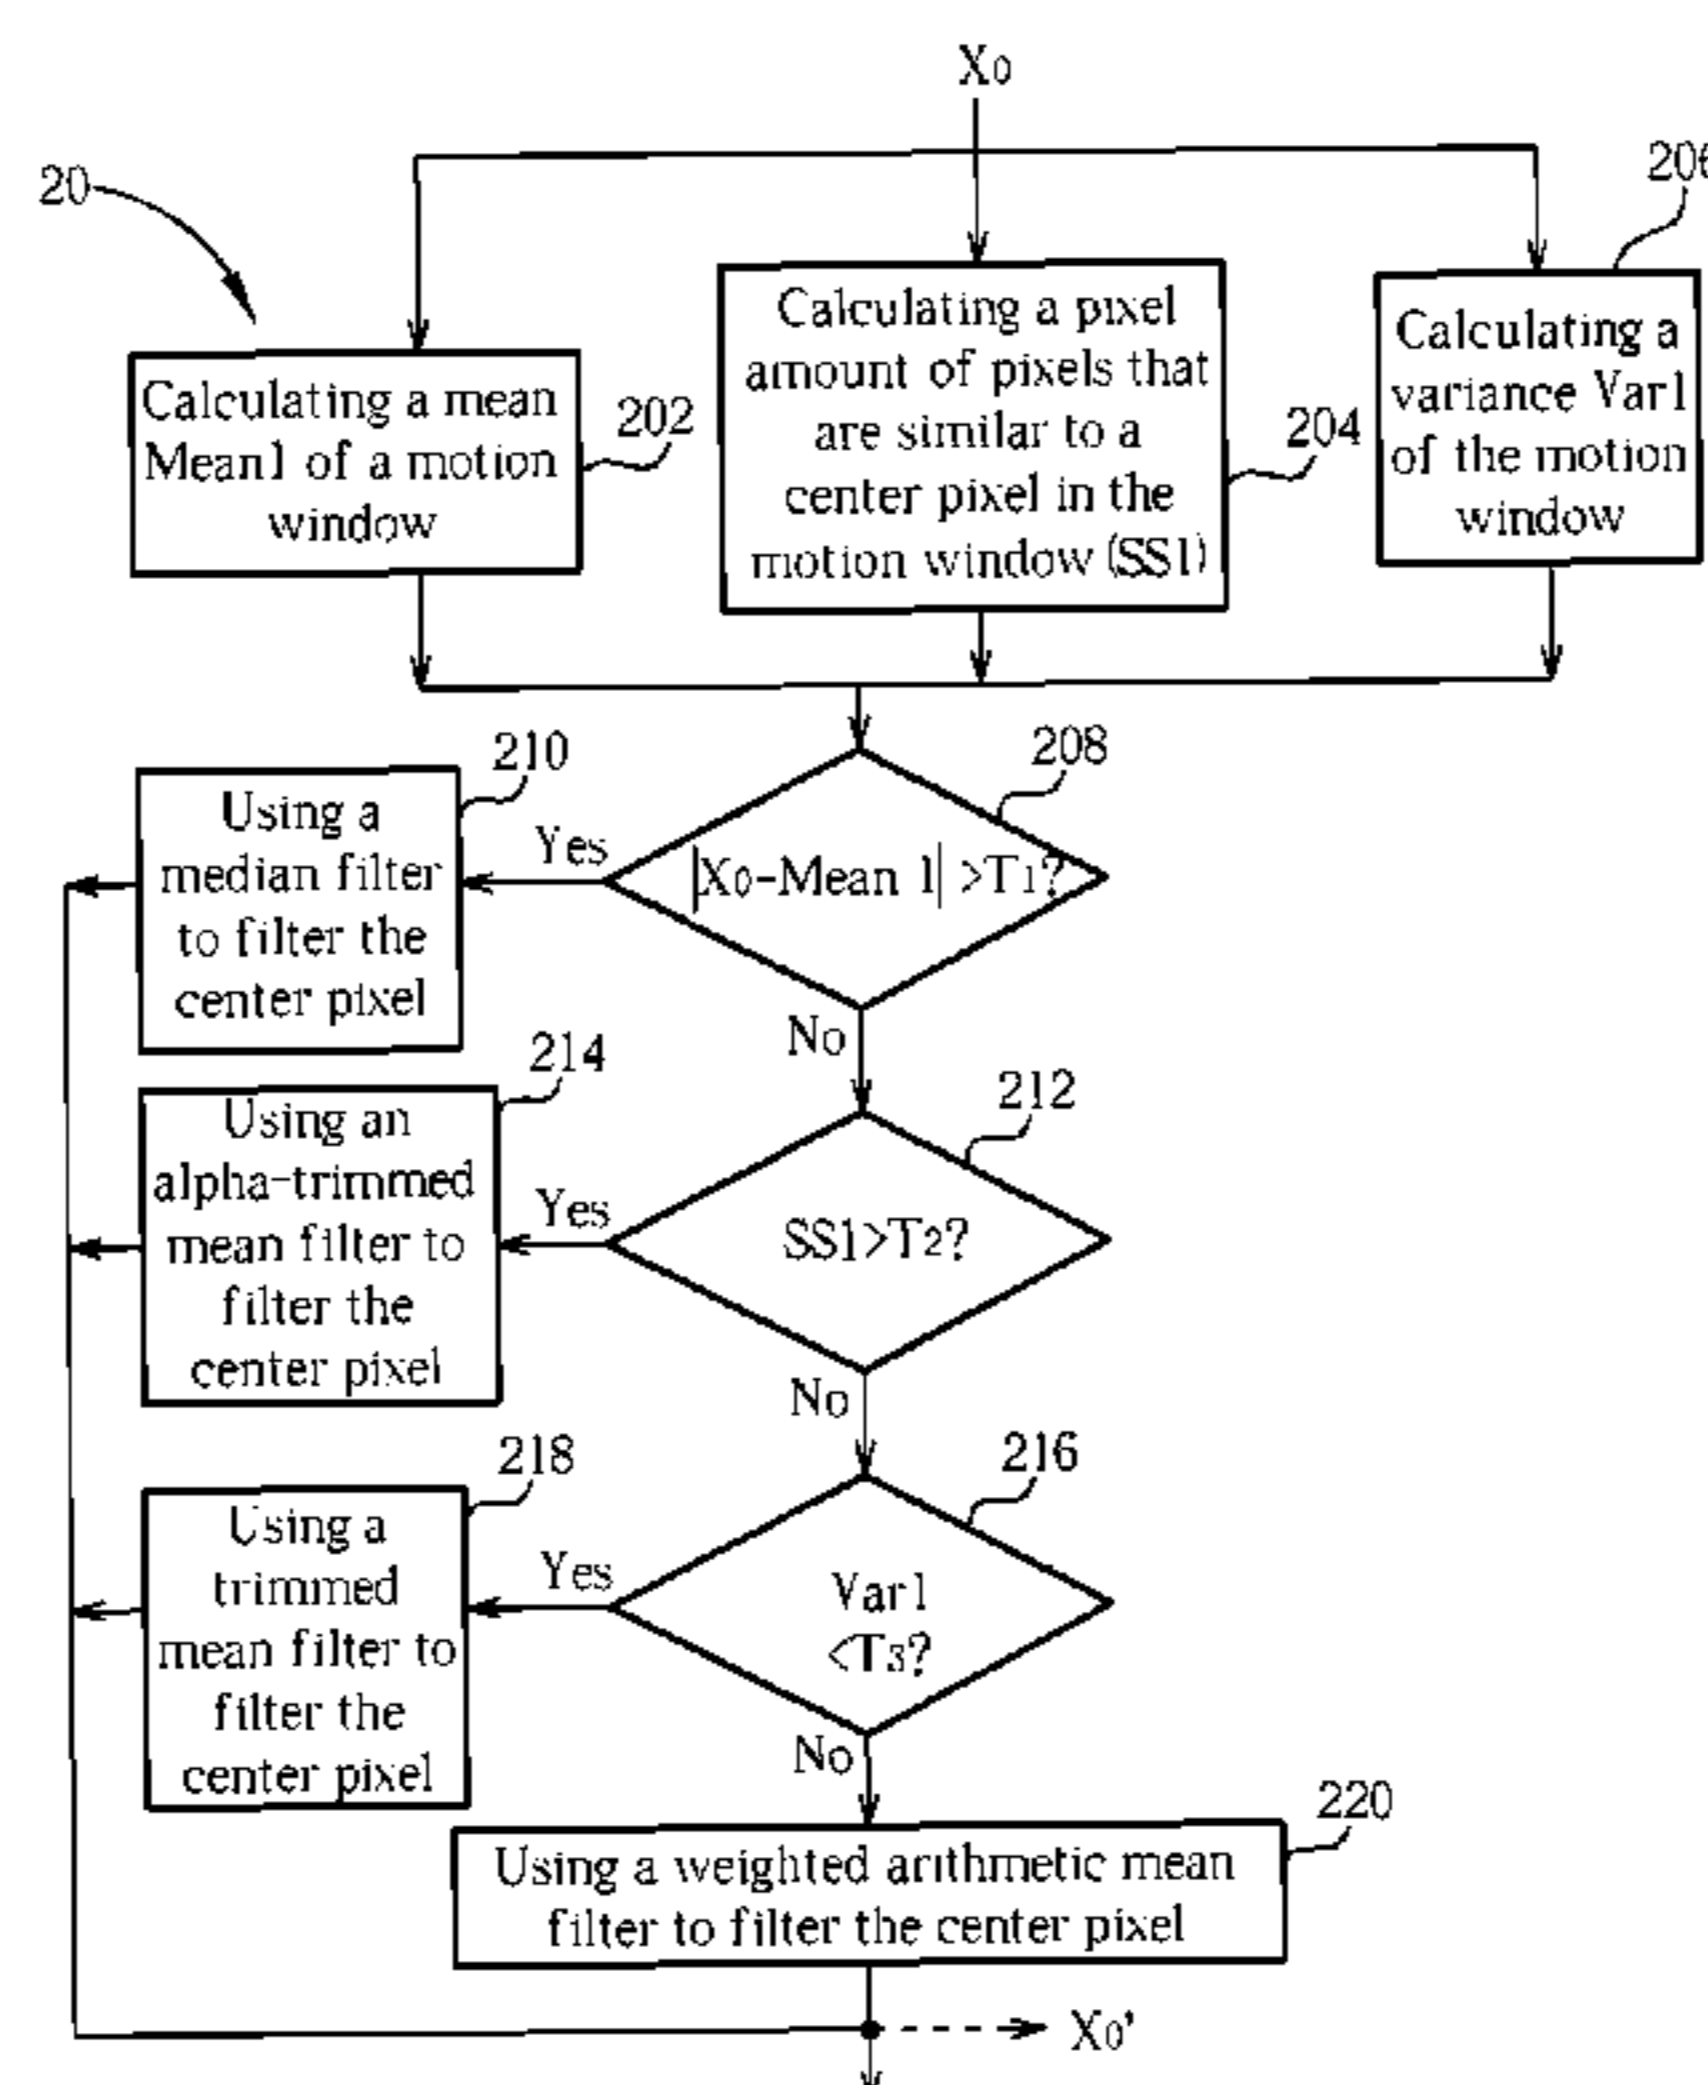 X0
20
206
Calculating a mean
Mean1 of a motion
window
202
Calculating a pixel
amount of pixels that
are similar to a
center pixel in the
motion window (SS1)
204
Calculating a
variance Var1
of the motion
window
208
|X0-Mean 1| >T1?
Yes
210
Using a
median filter
to filter the
center pixel
No
212
SS1>T2?
Yes
214
Using an
alpha-trimmed
mean filter to
filter the
center pixel
No
216
Var1
<T3?
Yes
218
Using a
trimmed
mean filter to
filter the
center pixel
No
220
Using a weighted arithmetic mean
filter to filter the center pixel
X0'